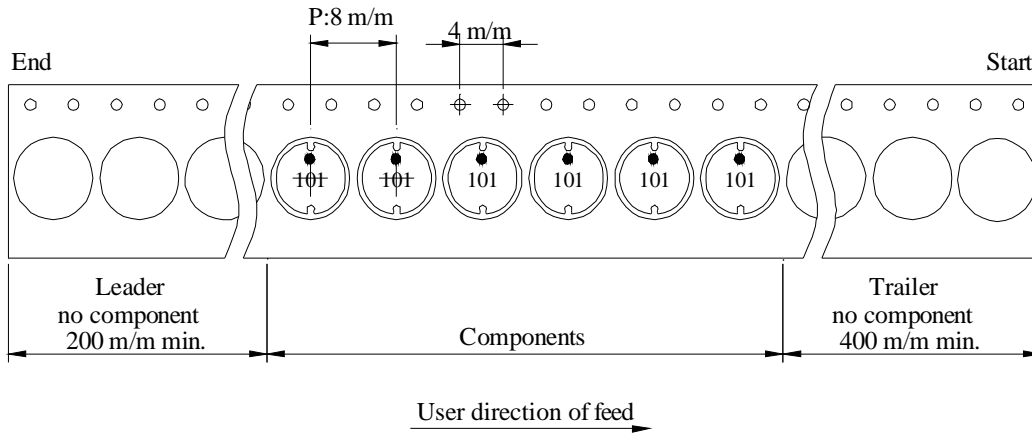 P:8 m/m
4 m/m
End
Start
101 101 101 101 101 101
Leader
no component
200 m/m min.
Components
Trailer
no component
400 m/m min.
User direction of feed